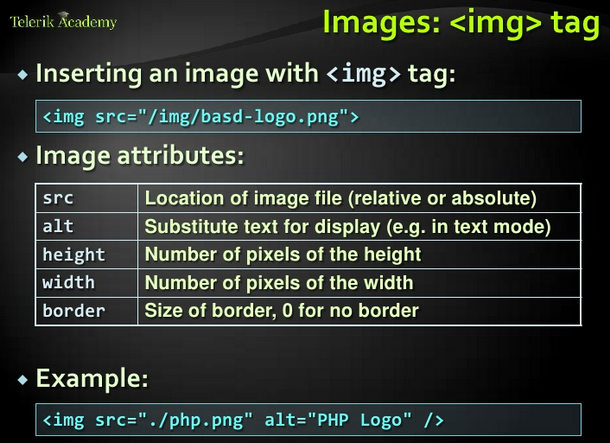 Telerik Academy
Images: <img> tag
Inserting an image with <img> tag:
<img src="/img/basd-logo.png">
Image attributes:
src Location of image file (relative or absolute)
alt Substitute text for display (e.g. in text mode)
height Number of pixels of the height
width Number of pixels of the width
border Size of border, 0 for no border
Example:
<img src="./php.png" alt="PHP Logo" />